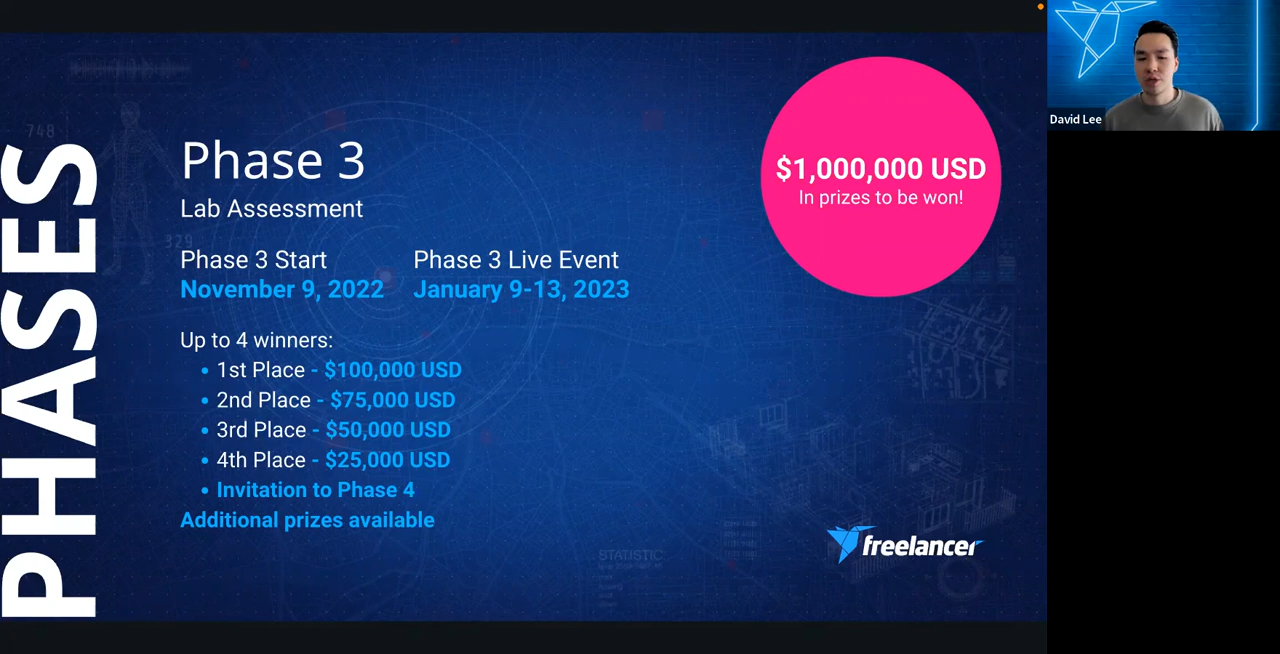 PHASES
748
329
Phase 3
Lab Assessment
Phase 3 Start
November 9, 2022
Phase 3 Live Event
January 9-13, 2023
Up to 4 winners:
• 1st Place - $100,000 USD
• 2nd Place - $75,000 USD
• 3rd Place - $50,000 USD
• 4th Place - $25,000 USD
• Invitation to Phase 4
Additional prizes available
$1,000,000 USD
In prizes to be won!
STATISTIC
freelancer
David Lee